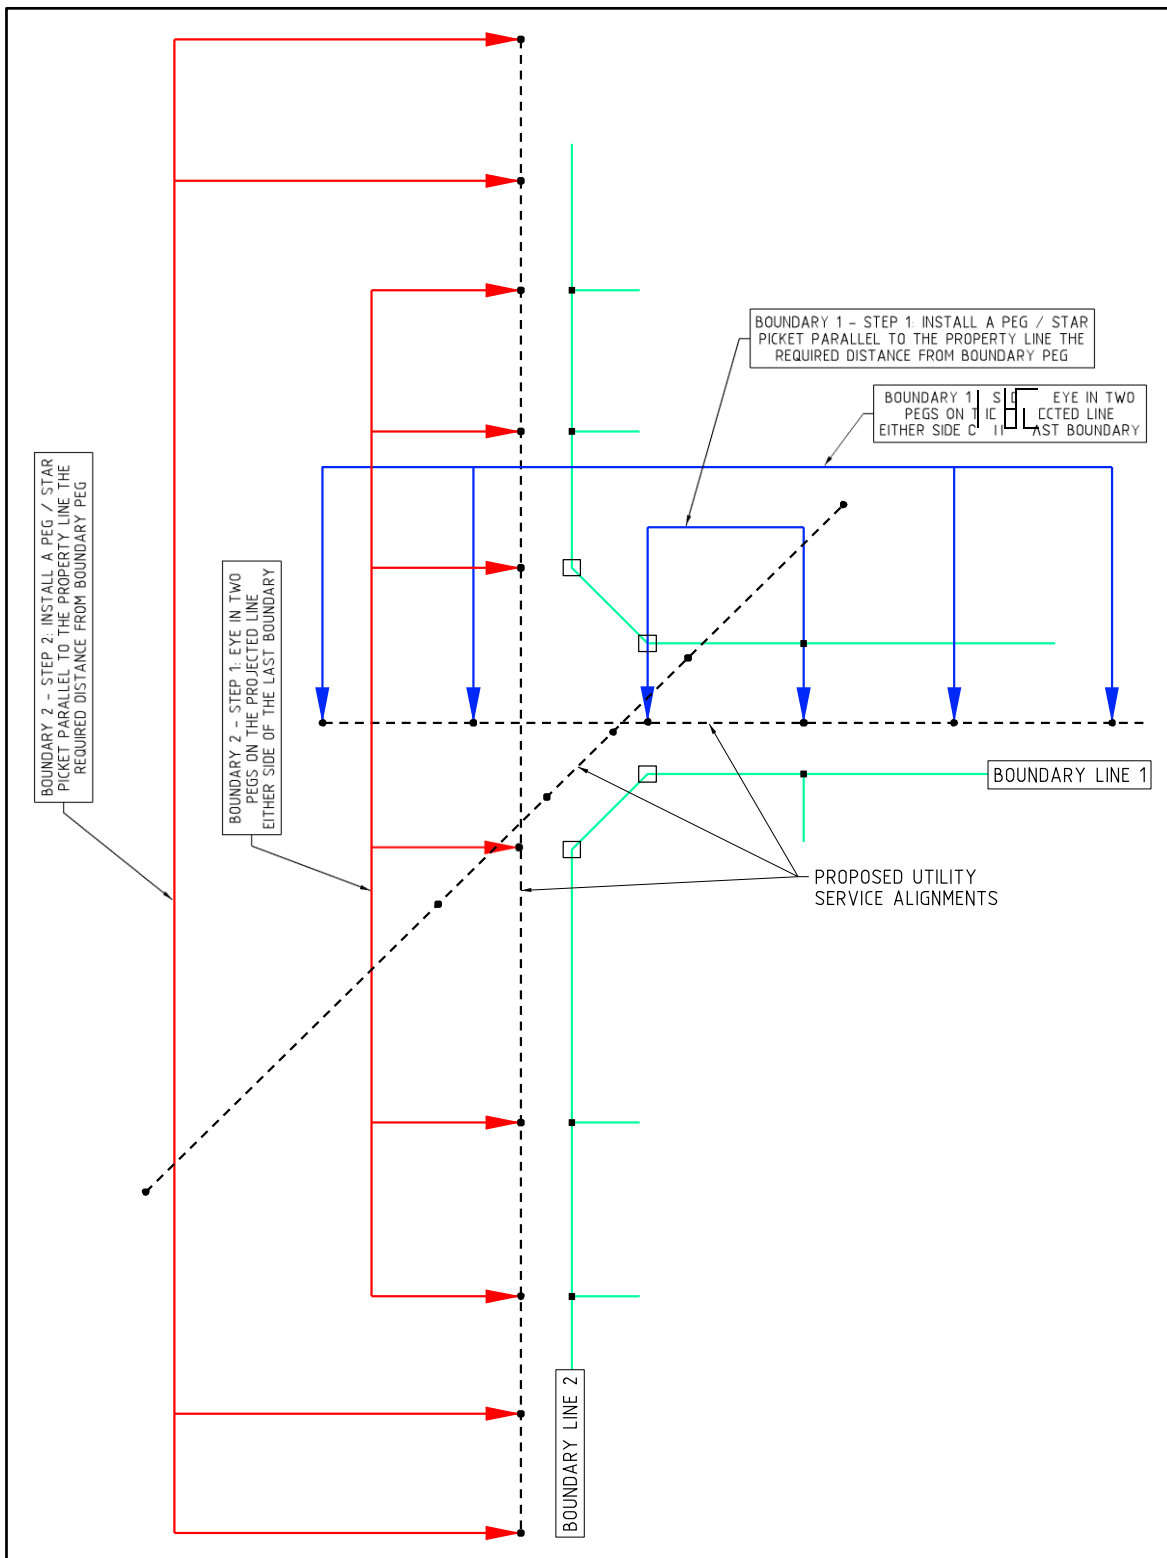 BOUNDARY 1 – STEP 1: INSTALL A PEG / STAR
PICKET PARALLEL TO THE PROPERTY LINE THE
REQUIRED DISTANCE FROM BOUNDARY PEG
BOUNDARY 1 EYE IN TWO
PEGS ON LINE
EITHER SIDE BOUNDARY
BOUNDARY 2 – STEP 2: INSTALL A PEG / STAR
PICKET PARALLEL TO THE PROPERTY LINE THE
REQUIRED DISTANCE FROM BOUNDARY PEG
BOUNDARY 2 – STEP 1: EYE IN TWO
PEGS ON THE PROJECTED LINE
EITHER SIDE OF THE LAST BOUNDARY
BOUNDARY LINE 1
PROPOSED UTILITY
SERVICE ALIGNMENTS
BOUNDARY LINE 2